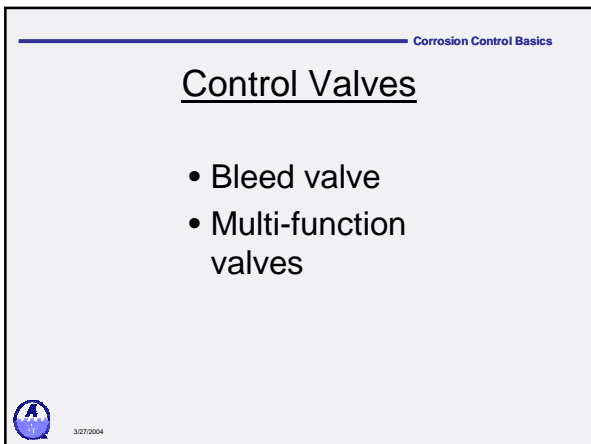 Corrosion Control Basics
Control Valves
• Bleed valve
• Multi-function
valves
3/27/2004